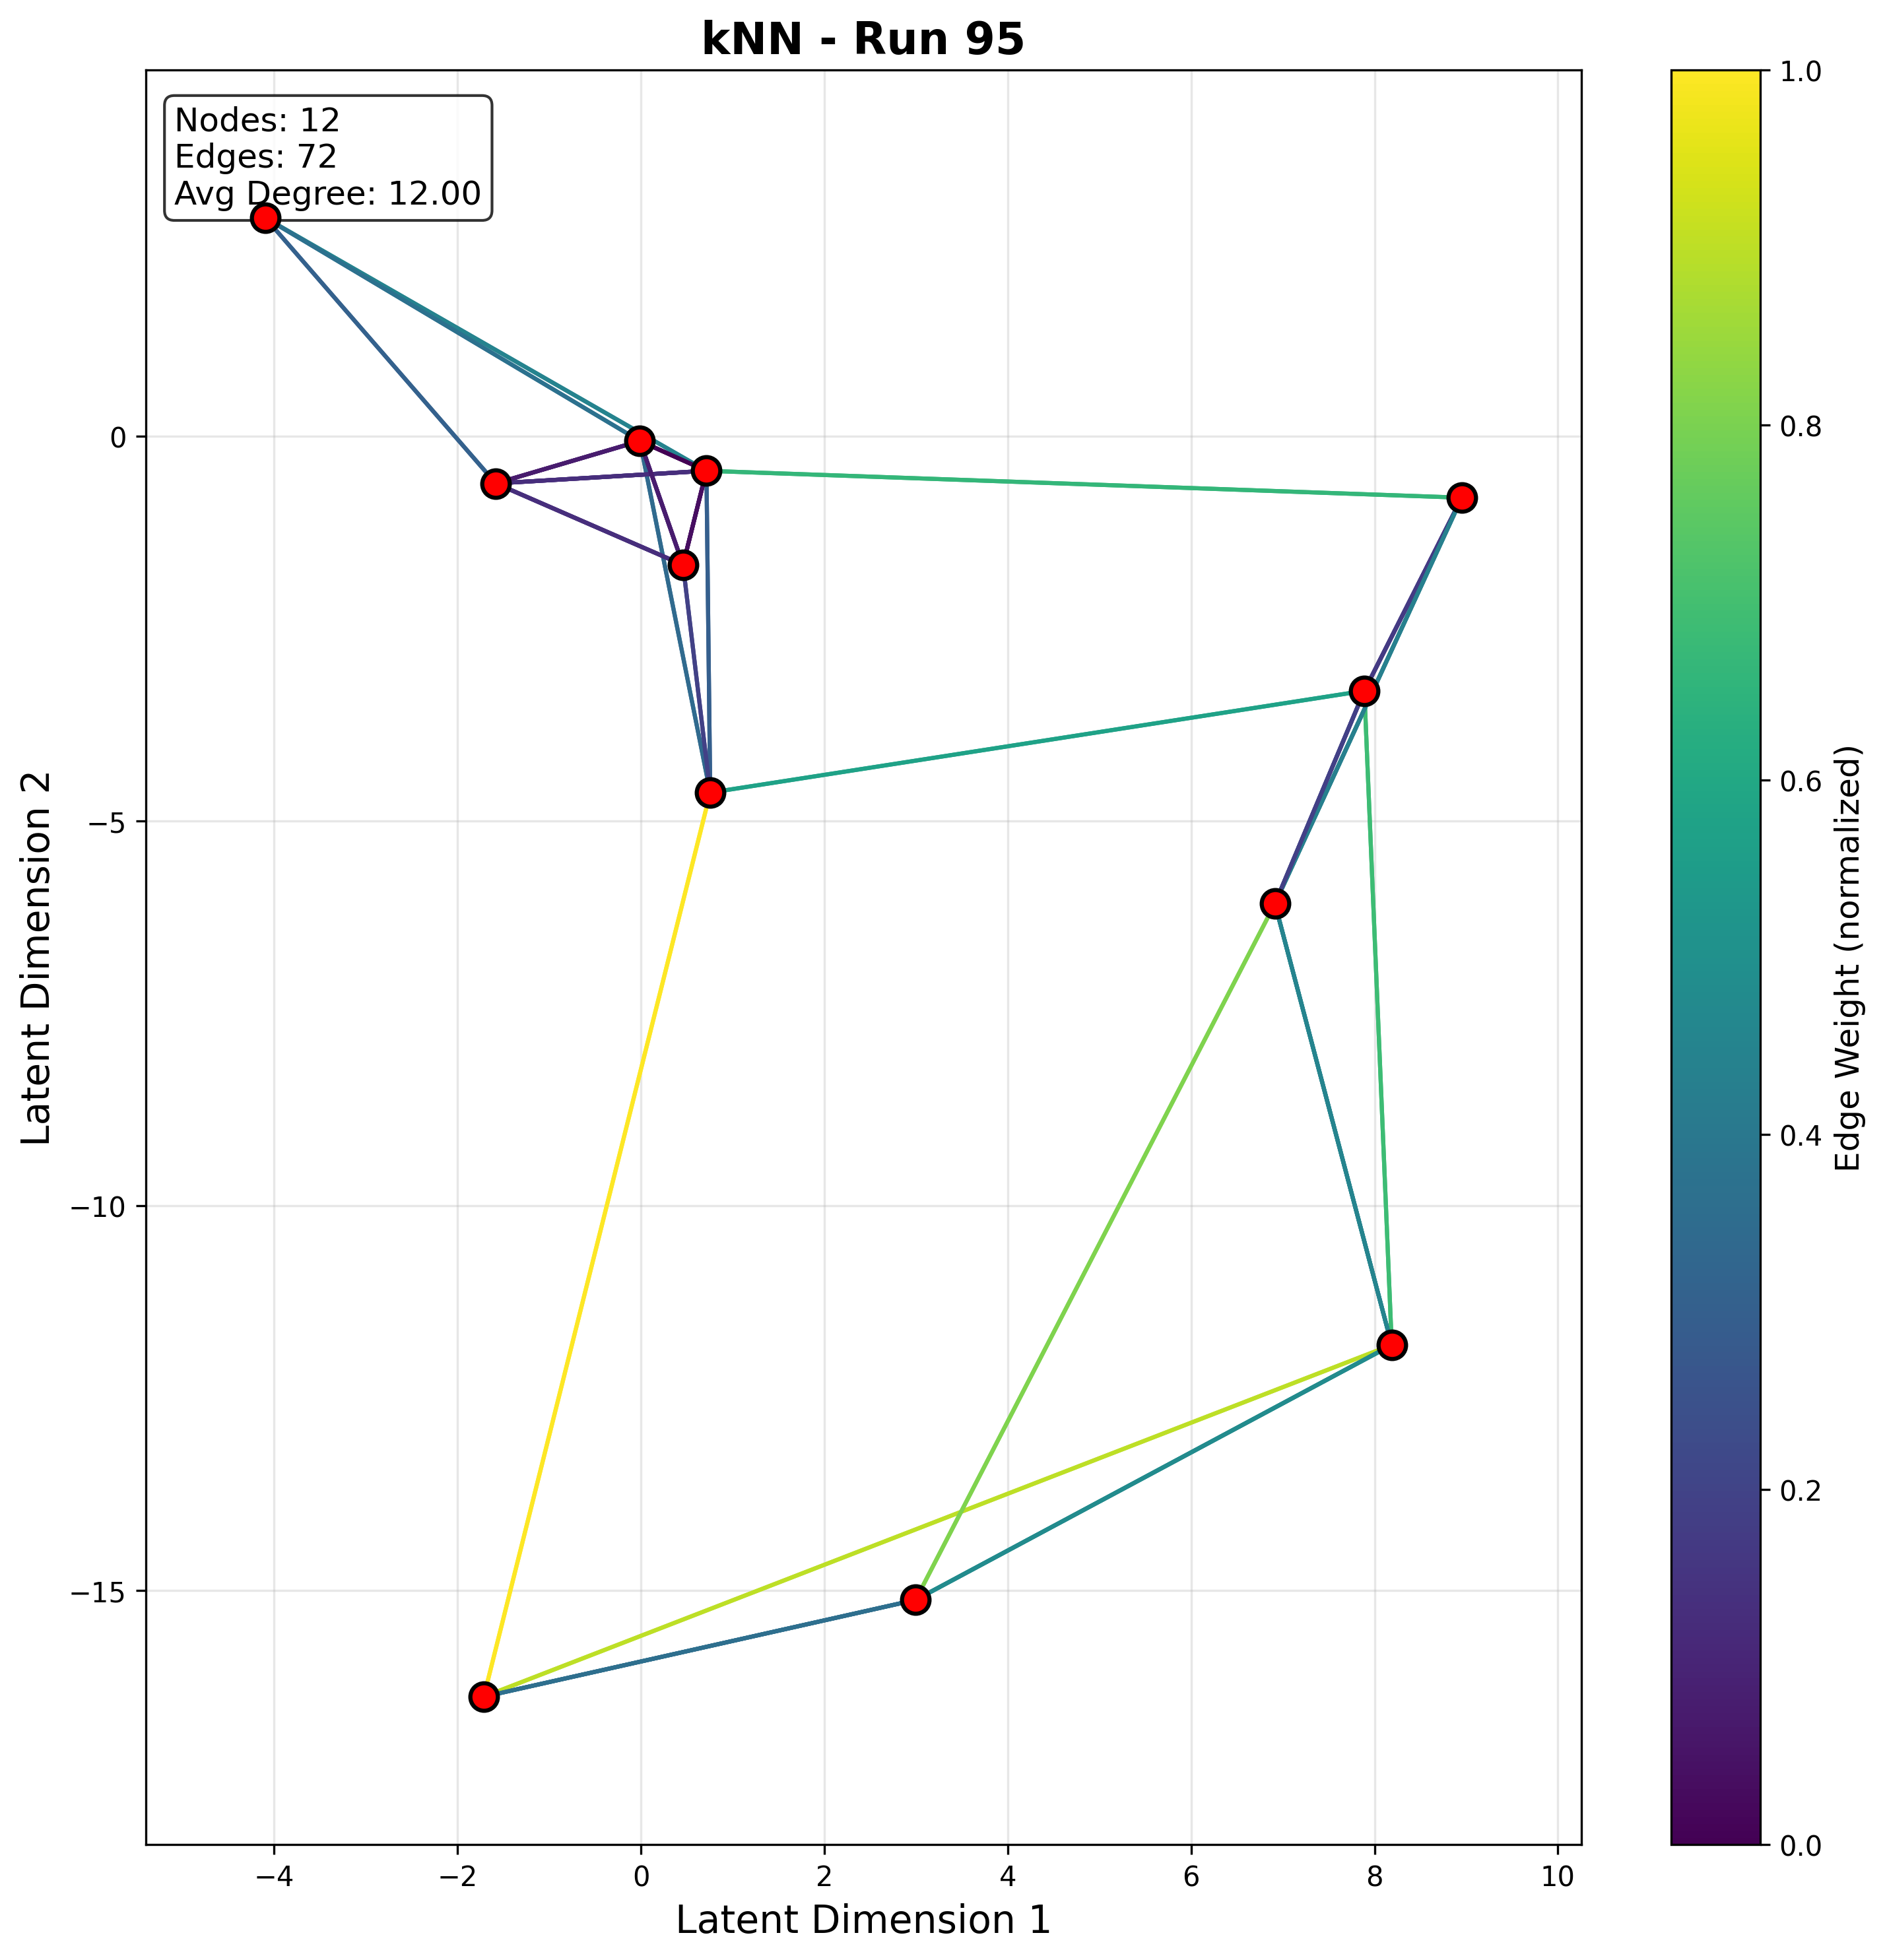 kNN - Run 95
Nodes: 12
Edges: 72
Avg Degree: 12.00
0
−5
−10
−15
Latent Dimension 2
−4
−2
0
2
4
6
8
10
Latent Dimension 1
1.0
0.8
0.6
0.4
0.2
0.0
Edge Weight (normalized)